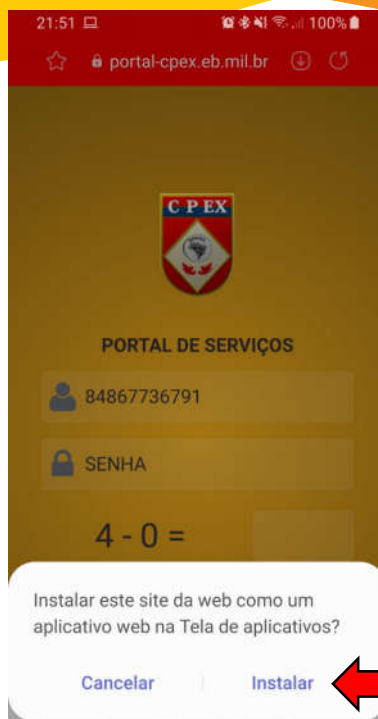 21:51 100%
portal-cpex.eb.mil.br
C P EX
PORTAL DE SERVIÇOS
84867736791
SENHA
4 - 0 =
Instalar este site da web como um
aplicativo web na Tela de aplicativos?
Cancelar Instalar